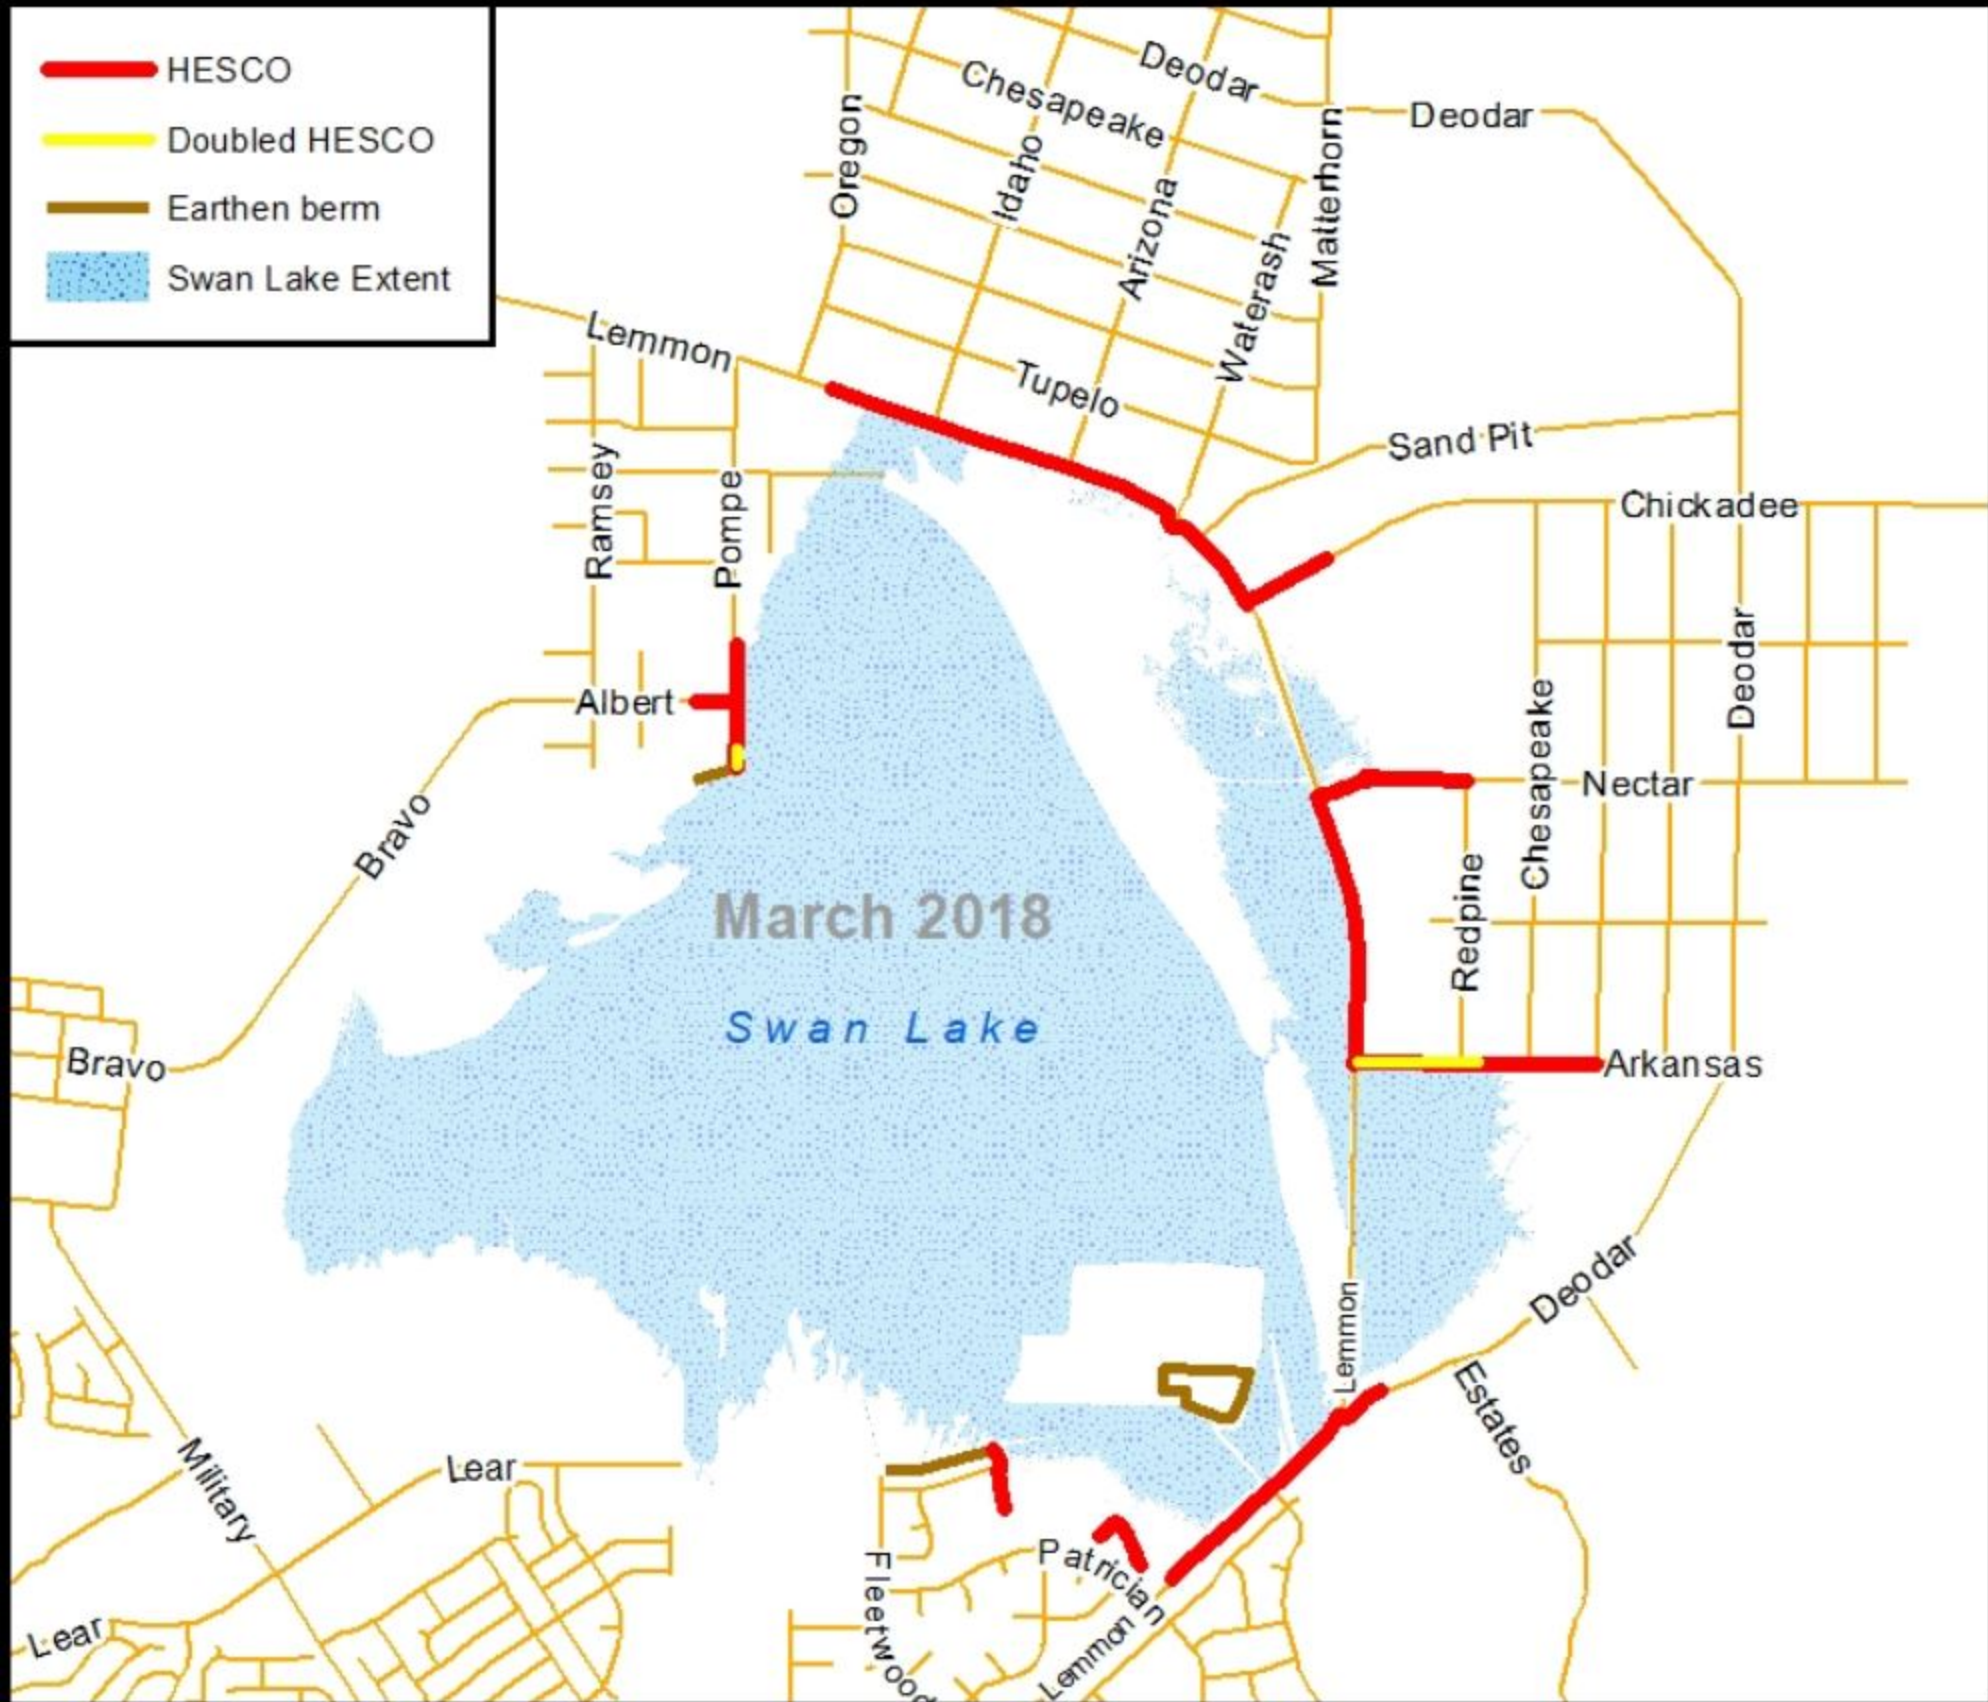 HESCO
Doubled HESCO
Earthen berm
Swan Lake Extent
Deodar
Deodar
Chesapeake
Oregon
Idaho
Arizona
Waterash
Matterhorn
Lemmon
Tupelo
Sand Pit
Chickadee
Ramsey
Pompe
Deodar
Albert
Chesapeake
Nectar
Bravo
Redpine
March 2018
Swan Lake
Bravo
Arkansas
Deodar
Lemmon
Estates
Military
Lear
Patrician
Fleetwood
Lear
Lemmon